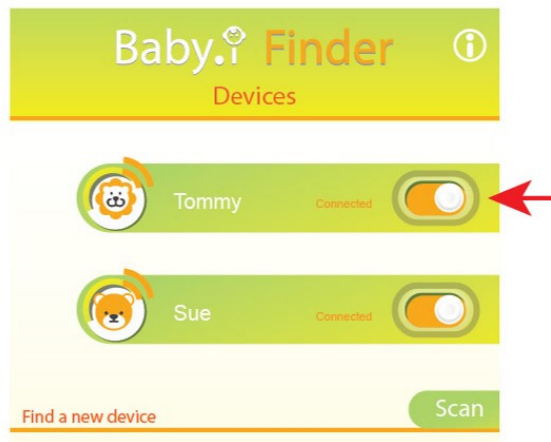 Baby.i Finder
Devices
Tommy Connected
Sue Connected
Find a new device Scan